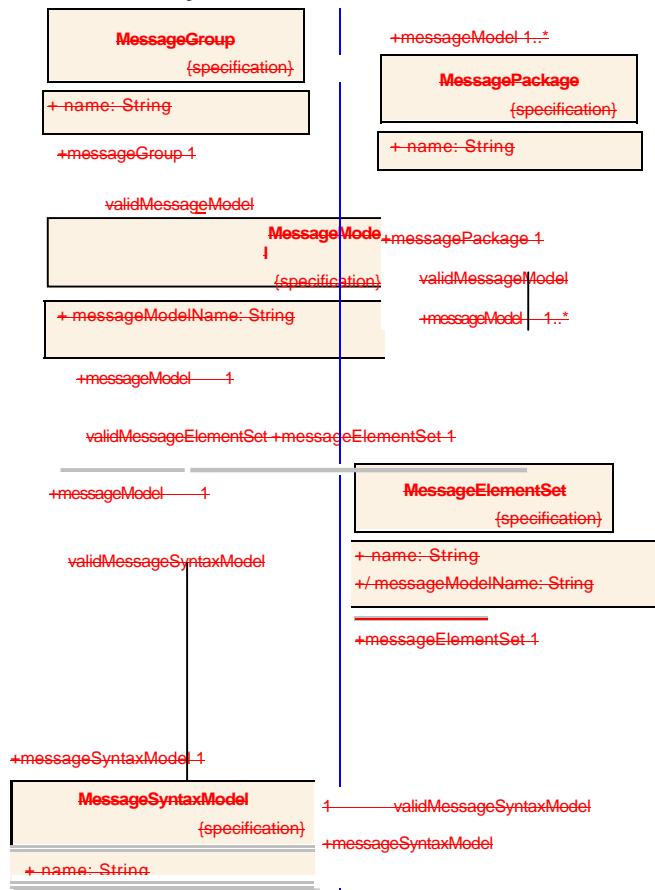 MessageGroup
{specification}
+ name: String
+messageGroup 1
+messageModel 1..*
MessagePackage
{specification}
+ name: String
validMessageModel
MessageMode
l
{specification}
+ messageModelName: String
+messagePackage 1
validMessageModel
+messageModel 1..*
+messageModel 1
validMessageElementSet +messageElementSet 1
+messageModel 1
MessageElementSet
{specification}
+ name: String
+/ messageModelName: String
validMessageSyntaxModel
+messageElementSet 1
+messageSyntaxModel 1
MessageSyntaxModel
{specification}
+ name: String
1 validMessageSyntaxModel
+messageSyntaxModel